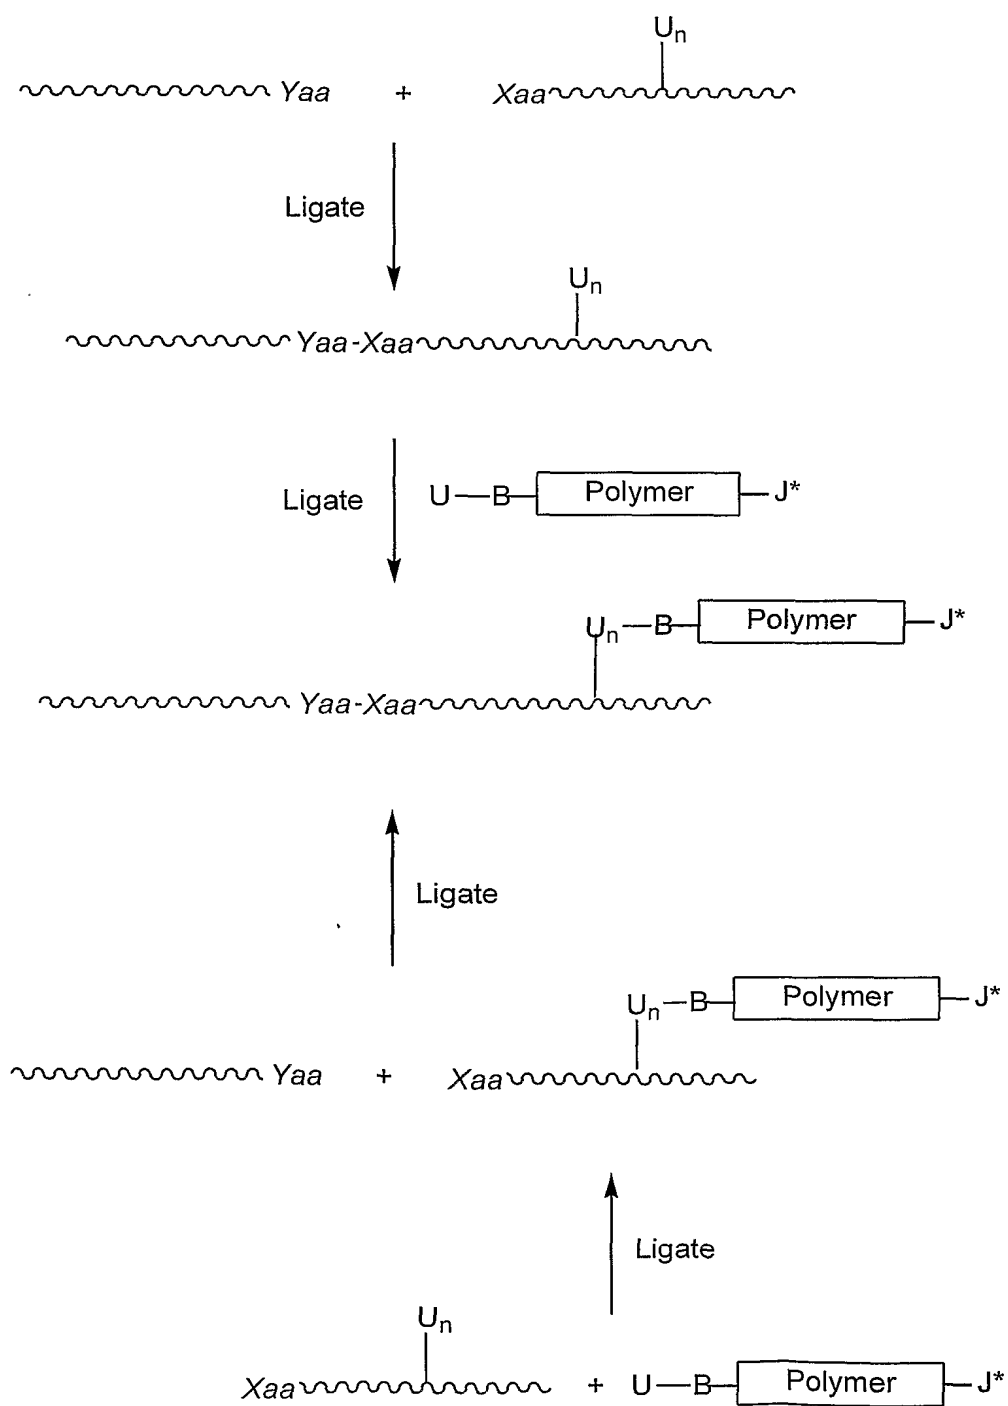 Uₙ
Yaa + Xaa
Ligate
Uₙ
Yaa-Xaa
Ligate U—B—Polymer—J*
Uₙ—B—Polymer—J*
Yaa-Xaa
Ligate
Uₙ—B—Polymer—J*
Yaa + Xaa
Ligate
Uₙ
Xaa + U—B—Polymer—J*